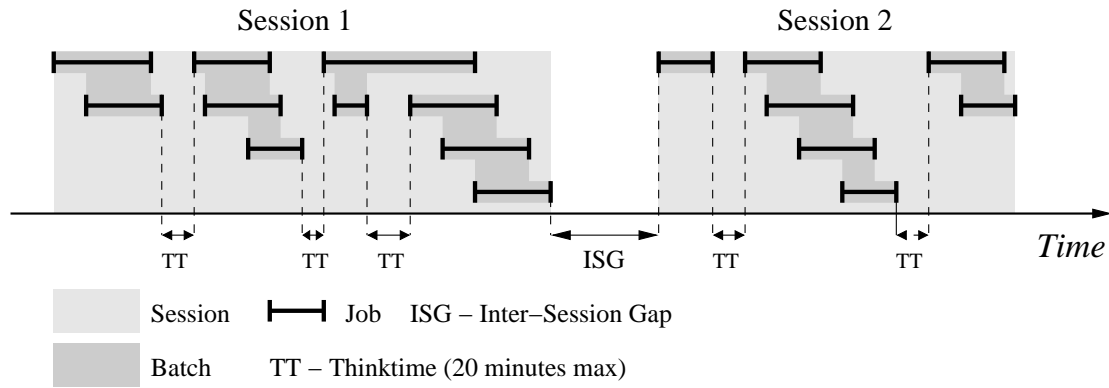 Session 1
Session 2
TT
TT
TT
ISG
TT
TT
Time
Session
Job
ISG – Inter–Session Gap
Batch
TT – Thinktime (20 minutes max)